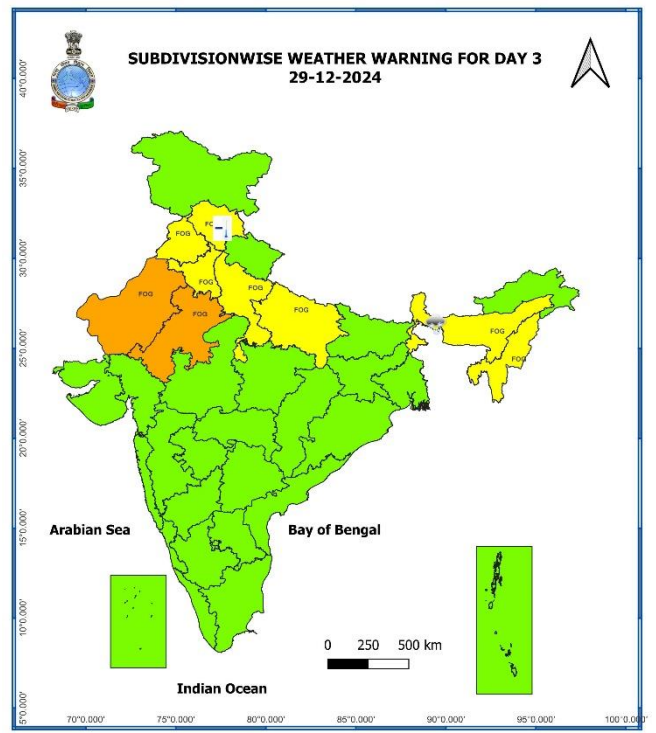 SUBDIVISIONWISE WEATHER WARNING FOR DAY 3
29-12-2024
40°0.000'
35°0.000'
30°0.000'
25°0.000'
20°0.000'
15°0.000'
10°0.000'
5°0.000'
FOG
FOG
FOG
FOG
FOG
FOG
FOG
FOG
FOG
Arabian Sea
Bay of Bengal
0 250 500 km
Indian Ocean
70°0.000' 75°0.000' 80°0.000' 85°0.000' 90°0.000' 95°0.000' 100°0.000'